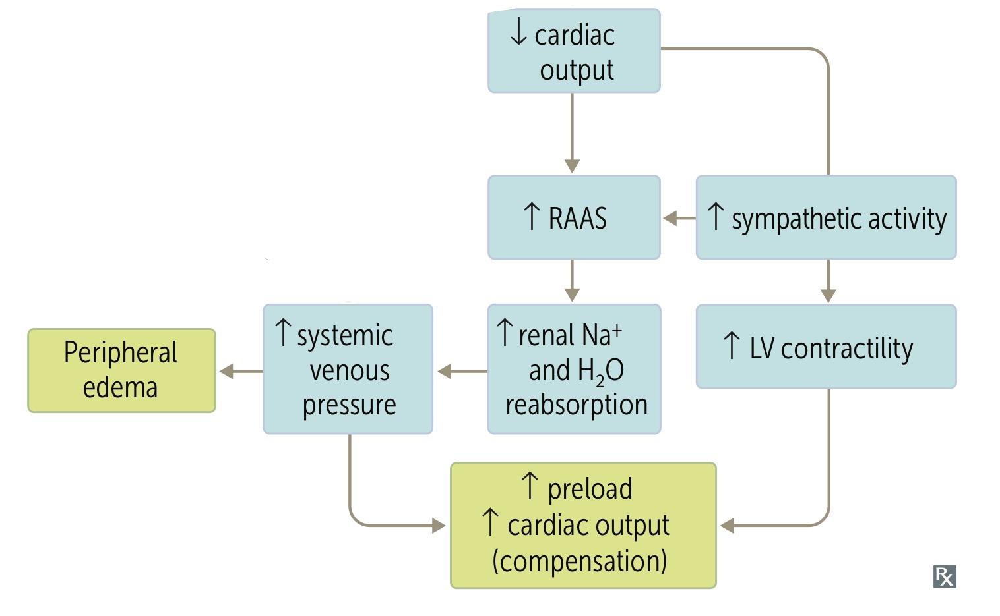 ↓ cardiac
output
↑ RAAS
↑ sympathetic activity
Peripheral
edema
↑ systemic
venous
pressure
↑ renal Na⁺
and H₂O
reabsorption
↑ LV contractility
↑ preload
↑ cardiac output
(compensation)
Rx